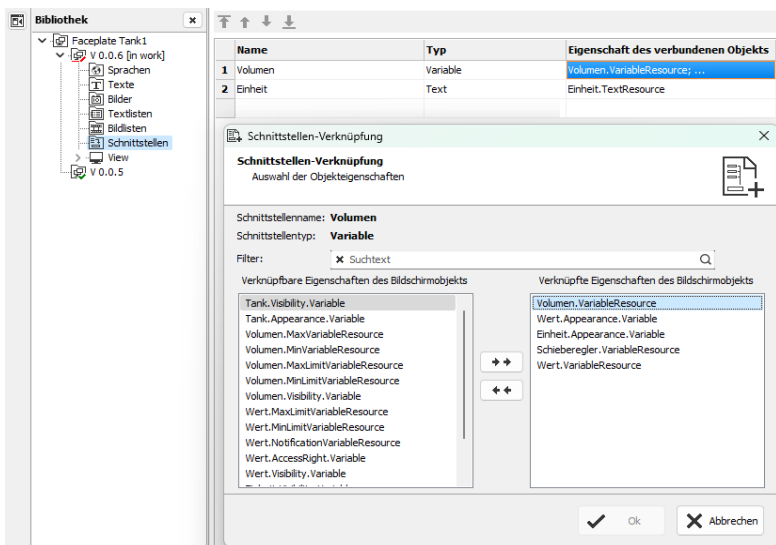 Bibliothek
Faceplate Tank1
V 0.0.6 [in work]
Sprachen
Texte
Bilder
Textlisten
Bildlisten
Schnittstellen
View
V 0.0.5
Name Typ Eigenschaft des verbundenen Objekts
1 Volumen Variable Volumen.VariableResource; ...
2 Einheit Text Einheit.TextResource
Schnittstellen-Verknüpfung
Schnittstellen-Verknüpfung
Auswahl der Objekteigenschaften
Schnittstellenname: Volumen
Schnittstellentyp: Variable
Filter: Suchtext
Verknüpfbare Eigenschaften des Bildschirmobjekts
Tank.Visibility.Variable
Tank.Appearance.Variable
Volumen.MaxVariableResource
Volumen.MinVariableResource
Volumen.MaxLimitVariableResource
Volumen.MinLimitVariableResource
Volumen.Visibility.Variable
Wert.MaxLimitVariableResource
Wert.MinLimitVariableResource
Wert.NotificationVariableResource
Wert.AccessRight.Variable
Wert.Visibility.Variable
Verknüpfte Eigenschaften des Bildschirmobjekts
Volumen.VariableResource
Wert.Appearance.Variable
Einheit.Appearance.Variable
Schieberegler.VariableResource
Wert.VariableResource
Ok
Abbrechen